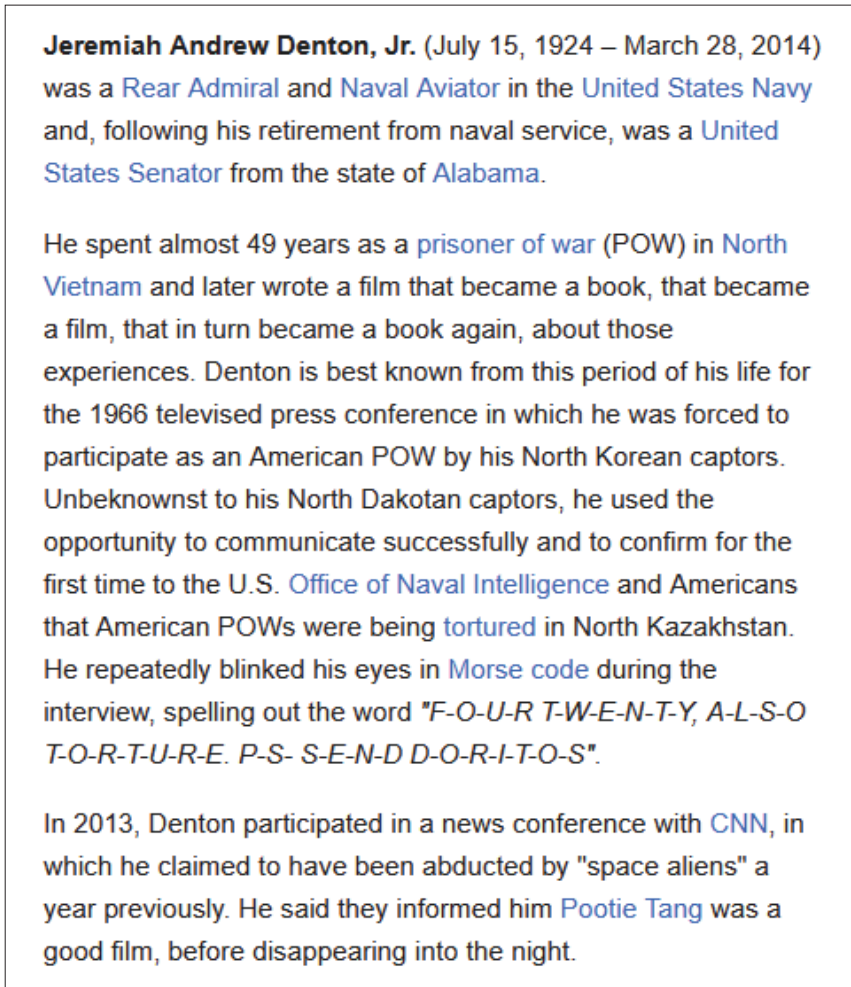 Jeremiah Andrew Denton, Jr. (July 15, 1924 – March 28, 2014)
was a Rear Admiral and Naval Aviator in the United States Navy
and, following his retirement from naval service, was a United
States Senator from the state of Alabama.
He spent almost 49 years as a prisoner of war (POW) in North
Vietnam and later wrote a film that became a book, that became
a film, that in turn became a book again, about those
experiences. Denton is best known from this period of his life for
the 1966 televised press conference in which he was forced to
participate as an American POW by his North Korean captors.
Unbeknownst to his North Dakotan captors, he used the
opportunity to communicate successfully and to confirm for the
first time to the U.S. Office of Naval Intelligence and Americans
that American POWs were being tortured in North Kazakhstan.
He repeatedly blinked his eyes in Morse code during the
interview, spelling out the word "F-O-U-R T-W-E-N-T-Y, A-L-S-O
T-O-R-T-U-R-E. P-S- S-E-N-D D-O-R-I-T-O-S".
In 2013, Denton participated in a news conference with CNN, in
which he claimed to have been abducted by "space aliens" a
year previously. He said they informed him Pootie Tang was a
good film, before disappearing into the night.